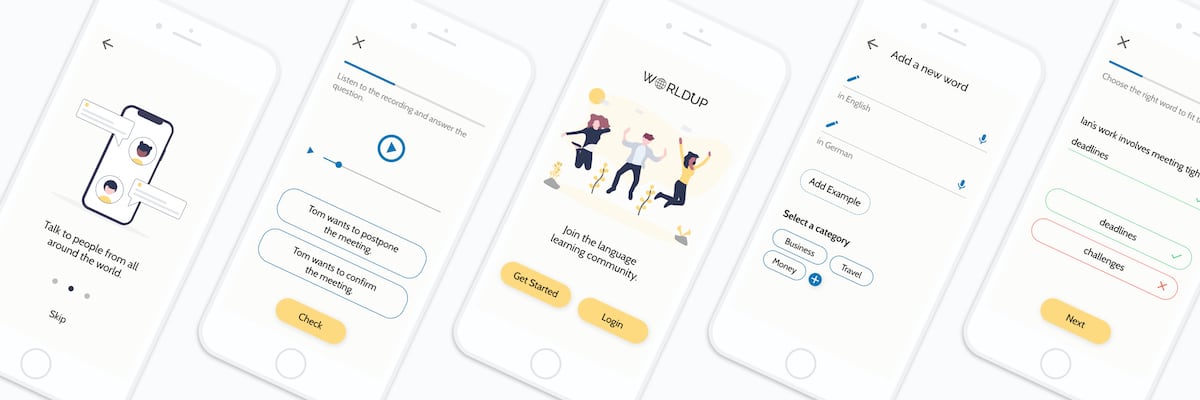 Talk to people from all
around the world.
Skip
Listen to the recording and answer the
question.
Tom wants to postpone
the meeting.
Tom wants to confirm
the meeting.
Check
WORLDUP
Join the language
learning community.
Get Started
Login
Add a new word
in English
in German
Add Example
Select a category
Business
Travel
Money
Choose the right word to fit
Ian's work involves meeting
deadlines
deadlines
challenges
Next